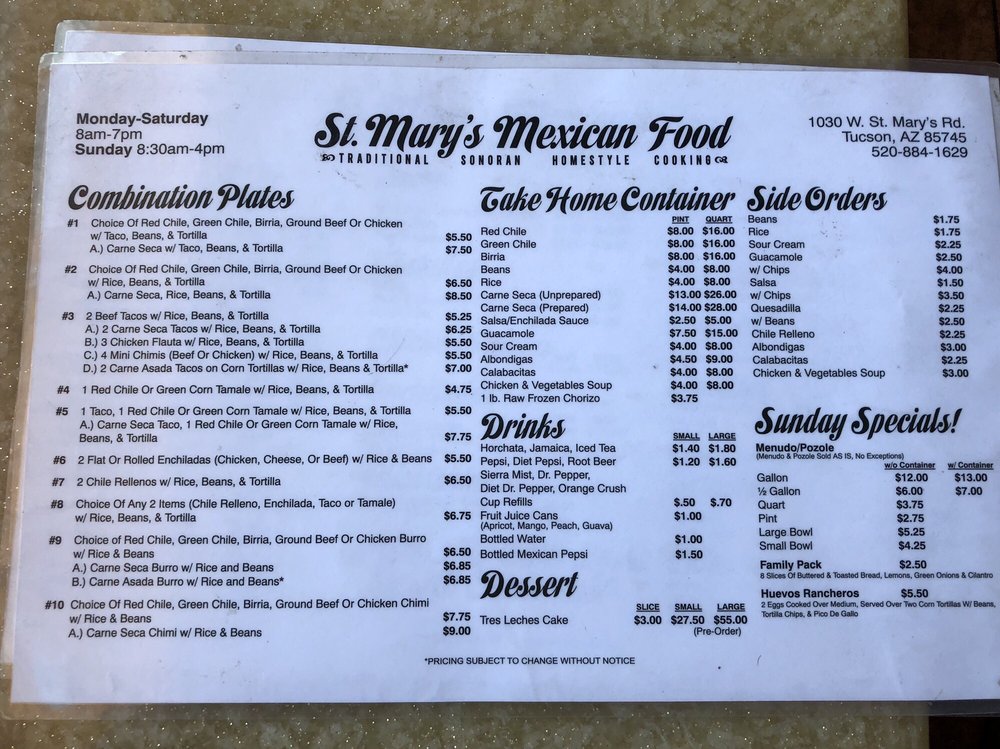 Monday-Saturday
8am-7pm
Sunday 8:30am-4pm
St. Mary's Mexican Food
TRADITIONAL SONORAN HOMESTYLE COOKING
1030 W. St. Mary's Rd.
Tucson, AZ 85745
520-884-1629
Combination Plates
#1 Choice Of Red Chile, Green Chile, Birria, Ground Beef Or Chicken
w/ Taco, Beans, & Tortilla $5.50
A.) Carne Seca w/ Taco, Beans, & Tortilla $7.50
#2 Choice Of Red Chile, Green Chile, Birria, Ground Beef Or Chicken
w/ Rice, Beans, & Tortilla $6.50
A.) Carne Seca, Rice, Beans, & Tortilla $8.50
#3 2 Beef Tacos w/ Rice, Beans, & Tortilla $5.25
A.) 2 Carne Seca Tacos w/ Rice, Beans, & Tortilla $6.25
B.) 3 Chicken Flauta w/ Rice, Beans, & Tortilla $5.50
C.) 4 Mini Chimis (Beef Or Chicken) w/ Rice, Beans, & Tortilla $5.50
D.) 2 Carne Asada Tacos on Corn Tortillas w/ Rice, Beans & Tortilla* $7.00
#4 1 Red Chile Or Green Corn Tamale w/ Rice, Beans, & Tortilla $4.75
#5 1 Taco, 1 Red Chile Or Green Corn Tamale w/ Rice, Beans, & Tortilla $5.50
A.) Carne Seca Taco, 1 Red Chile Or Green Corn Tamale w/ Rice,
Beans, & Tortilla $7.75
#6 2 Flat Or Rolled Enchiladas (Chicken, Cheese, Or Beef) w/ Rice & Beans $5.50
#7 2 Chile Rellenos w/ Rice, Beans, & Tortilla $6.50
#8 Choice Of Any 2 Items (Chile Relleno, Enchilada, Taco or Tamale)
w/ Rice, Beans, & Tortilla $6.75
#9 Choice of Red Chile, Green Chile, Birria, Ground Beef Or Chicken Burro
w/ Rice & Beans $6.50
A.) Carne Seca Burro w/ Rice and Beans $6.85
B.) Carne Asada Burro w/ Rice and Beans* $6.85
#10 Choice Of Red Chile, Green Chile, Birria, Ground Beef Or Chicken Chimi
w/ Rice & Beans $7.75
A.) Carne Seca Chimi w/ Rice & Beans $9.00
Take Home Container
PINT QUART
Red Chile $8.00 $16.00
Green Chile $8.00 $16.00
Birria $8.00 $16.00
Beans $4.00 $8.00
Rice $4.00 $8.00
Carne Seca (Unprepared) $13.00 $26.00
Carne Seca (Prepared) $14.00 $28.00
Salsa/Enchilada Sauce $2.50 $5.00
Guacamole $7.50 $15.00
Sour Cream $4.00 $8.00
Albondigas $4.50 $9.00
Calabacitas $4.00 $8.00
Chicken & Vegetables Soup $4.00 $8.00
1 lb. Raw Frozen Chorizo $3.75
Drinks
SMALL LARGE
Horchata, Jamaica, Iced Tea $1.40 $1.80
Pepsi, Diet Pepsi, Root Beer $1.20 $1.60
Sierra Mist, Dr. Pepper,
Diet Dr. Pepper, Orange Crush
Cup Refills $.50 $.70
Fruit Juice Cans $1.00
(Apricot, Mango, Peach, Guava)
Bottled Water $1.00
Bottled Mexican Pepsi $1.50
Dessert
SLICE SMALL LARGE
Tres Leches Cake $3.00 $27.50 $55.00
(Pre-Order)
Side Orders
Beans $1.75
Rice $1.75
Sour Cream $2.25
Guacamole $2.50
w/ Chips $4.00
Salsa $1.50
w/ Chips $3.50
Quesadilla $2.25
w/ Beans $2.50
Chile Relleno $2.25
Albondigas $3.00
Calabacitas $2.25
Chicken & Vegetables Soup $3.00
Sunday Specials!
Menudo/Pozole
(Menudo & Pozole Sold AS IS, No Exceptions)
w/o Container w/ Container
Gallon $12.00 $13.00
½ Gallon $6.00 $7.00
Quart $3.75
Pint $2.75
Large Bowl $5.25
Small Bowl $4.25
Family Pack $2.50
8 Slices Of Buttered & Toasted Bread, Lemons, Green Onions & Cilantro
Huevos Rancheros $5.50
2 Eggs Cooked Over Medium, Served Over Two Corn Tortillas W/ Beans,
Tortilla Chips, & Pico De Gallo
*PRICING SUBJECT TO CHANGE WITHOUT NOTICE